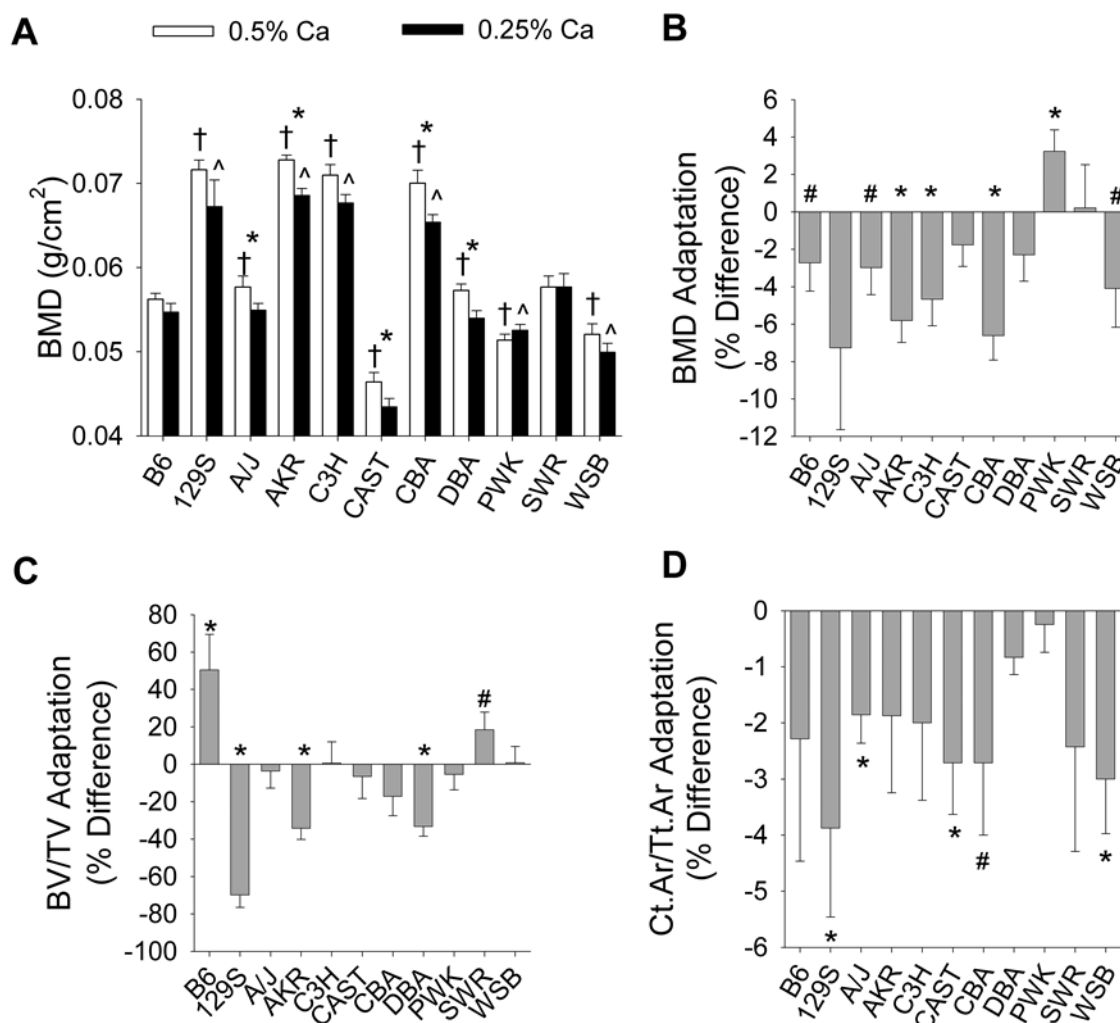 A
0.5% Ca
0.25% Ca
BMD (g/cm²)
0.08
0.07
0.06
0.05
0.04
†
†
^
†
*
†
*
^
†
^
†
*
†
*
^
†
*
†
^
†
^
B6
129S
A/J
AKR
C3H
CAST
CBA
DBA
PWK
SWR
WSB
B
BMD Adaptation
(% Difference)
6
4
2
0
-2
-4
-6
-8
-10
-12
#
#
*
*
*
*
#
B6
129S
A/J
AKR
C3H
CAST
CBA
DBA
PWK
SWR
WSB
C
BV/TV Adaptation
(% Difference)
80
60
40
20
0
-20
-40
-60
-80
-100
*
*
*
*
#
B6
129S
A/J
AKR
C3H
CAST
CBA
DBA
PWK
SWR
WSB
D
Ct.Ar/Tt.Ar Adaptation
(% Difference)
0
-1
-2
-3
-4
-5
-6
*
*
*
#
*
B6
129S
A/J
AKR
C3H
CAST
CBA
DBA
PWK
SWR
WSB